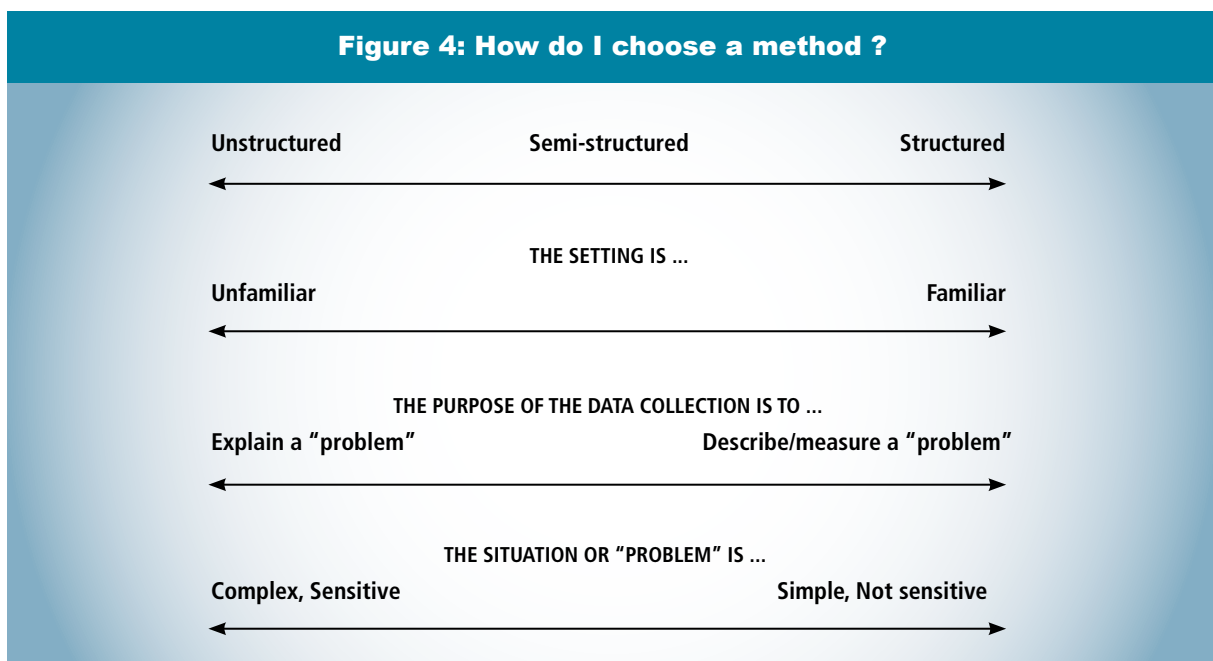 Figure 4: How do I choose a method ?
Unstructured Semi-structured Structured
THE SETTING IS ...
Unfamiliar Familiar
THE PURPOSE OF THE DATA COLLECTION IS TO ...
Explain a “problem” Describe/measure a “problem”
THE SITUATION OR “PROBLEM” IS ...
Complex, Sensitive Simple, Not sensitive